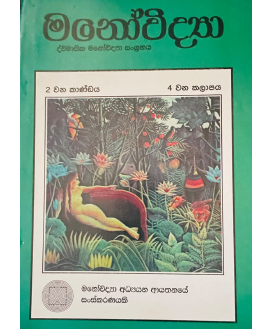 මනෝවිද්‍යා
ද්විමාසික මනෝවිද්‍යා සංග්‍රහය
2 වන කාණ්ඩය 4 වන කලාපය
මනෝවිද්‍යා අධ්‍යයන ආයතනයේ
සංස්කරණයකි